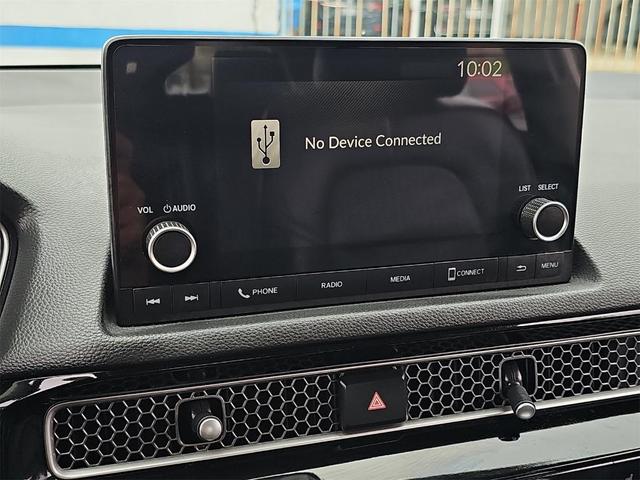 10:02
No Device Connected
LIST SELECT
VOL AUDIO
PHONE RADIO MEDIA CONNECT MENU